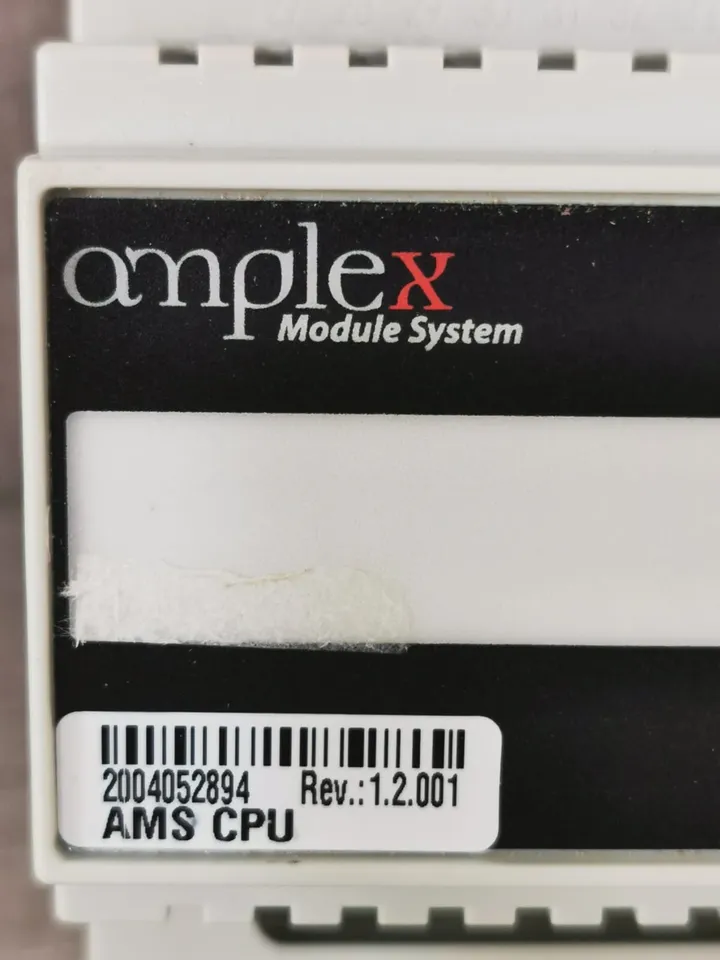 amplex
Module System
2004052894 Rev.:1.2.001
AMS CPU